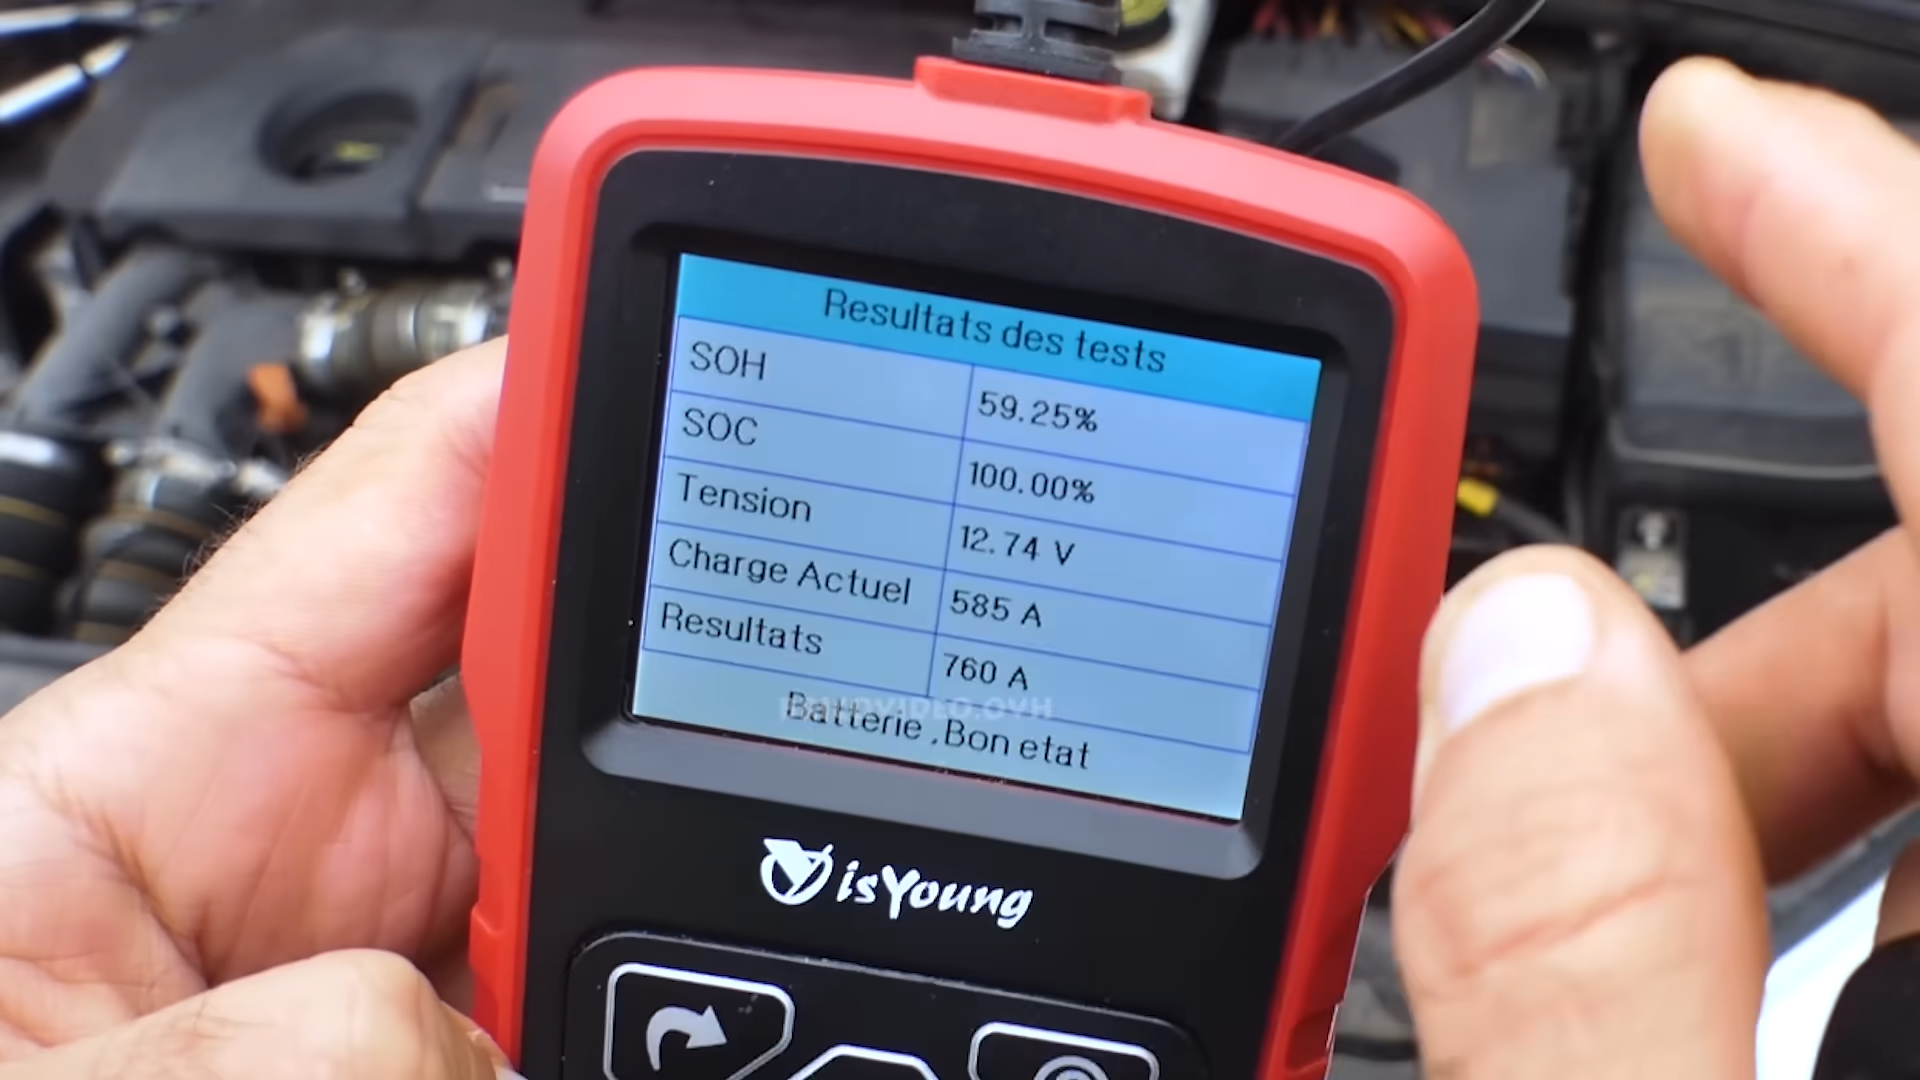 Resultats des tests
SOH 59.25%
SOC 100.00%
Tension 12.74 V
Charge Actuel 585 A
Resultats 760 A
Batterie ,Bon etat
VisYoung